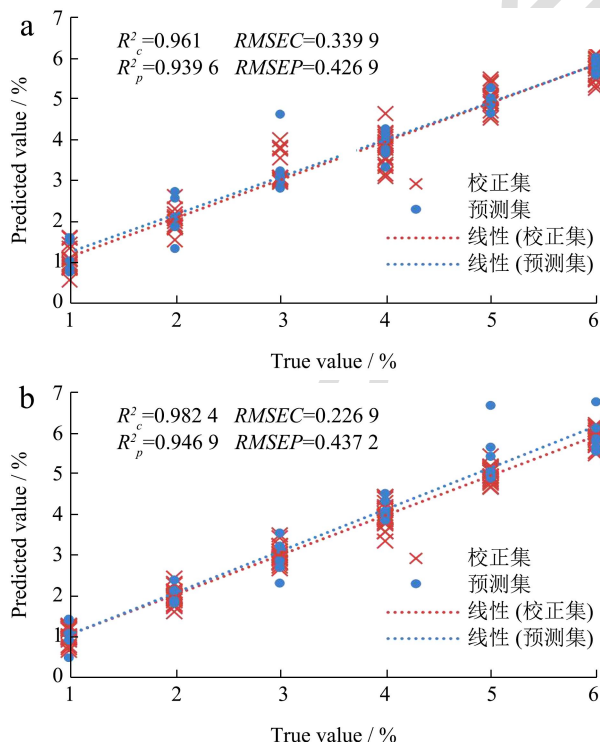 a
R²c=0.961 RMSEC=0.339 9
R²p=0.939 6 RMSEP=0.426 9
Predicted value / %
7
6
5
4
3
2
1
0
校正集
预测集
线性 (校正集)
线性 (预测集)
1 2 3 4 5 6
True value / %
b
R²c=0.982 4 RMSEC=0.226 9
R²p=0.946 9 RMSEP=0.437 2
Predicted value / %
7
6
5
4
3
2
1
0
校正集
预测集
线性 (校正集)
线性 (预测集)
1 2 3 4 5 6
True value / %